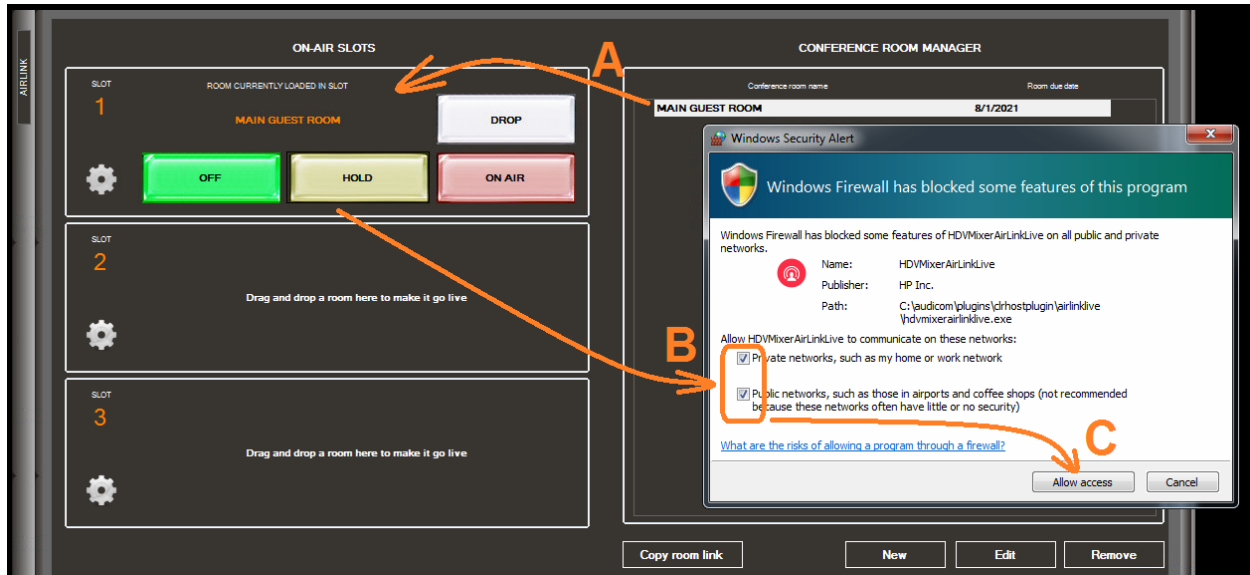 AIRLINK
ON-AIR SLOTS
SLOT
1
ROOM CURRENTLY LOADED IN SLOT
MAIN GUEST ROOM
DROP
OFF
HOLD
ON AIR
SLOT
2
Drag and drop a room here to make it go live
SLOT
3
Drag and drop a room here to make it go live
A
CONFERENCE ROOM MANAGER
Conference room name
Room due date
MAIN GUEST ROOM
8/1/2021
Windows Security Alert
Windows Firewall has blocked some features of this program
Windows Firewall has blocked some features of HDVMixerAirLinkLive on all public and private
networks.
Name: HDVMixerAirLinkLive
Publisher: HP Inc.
Path: C:\audicom\plugins\drhostplugin\airlinklive
\hdvmixerairlinklive.exe
Allow HDVMixerAirLinkLive to communicate on these networks:
B
Private networks, such as my home or work network
Public networks, such as those in airports and coffee shops (not recommended
because these networks often have little or no security)
C
What are the risks of allowing a program through a firewall?
Allow access
Cancel
Copy room link
New
Edit
Remove